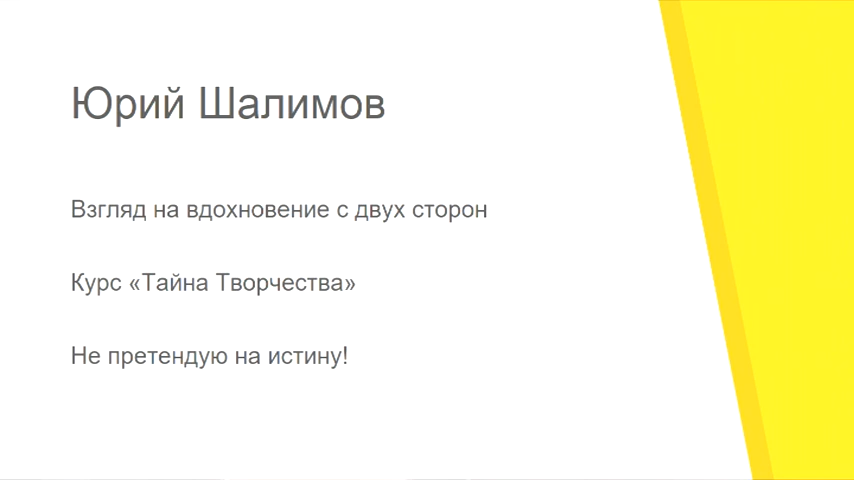 Юрий Шалимов
Взгляд на вдохновение с двух сторон
Курс «Тайна Творчества»
Не претендую на истину!